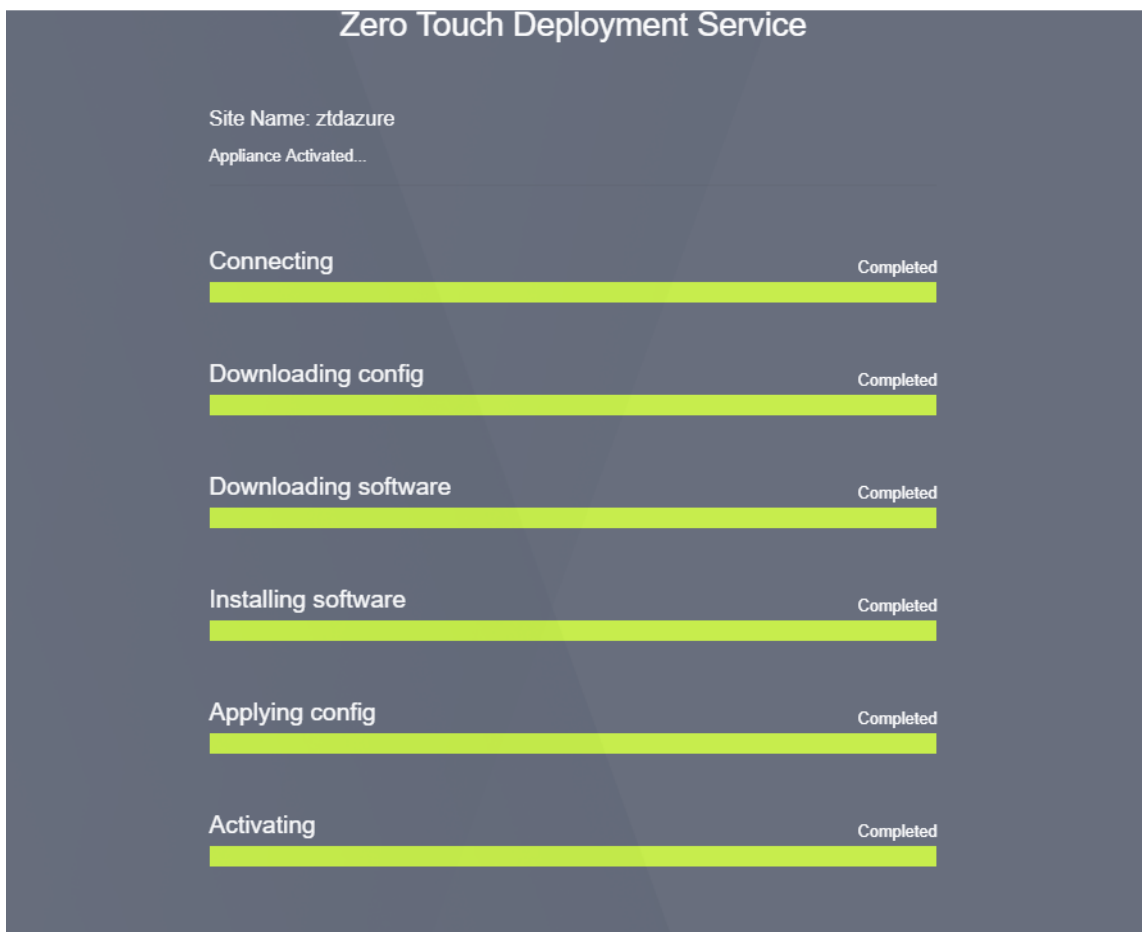 Zero Touch Deployment Service
Site Name: ztdazure
Appliance Activated...
Connecting Completed
Downloading config Completed
Downloading software Completed
Installing software Completed
Applying config Completed
Activating Completed